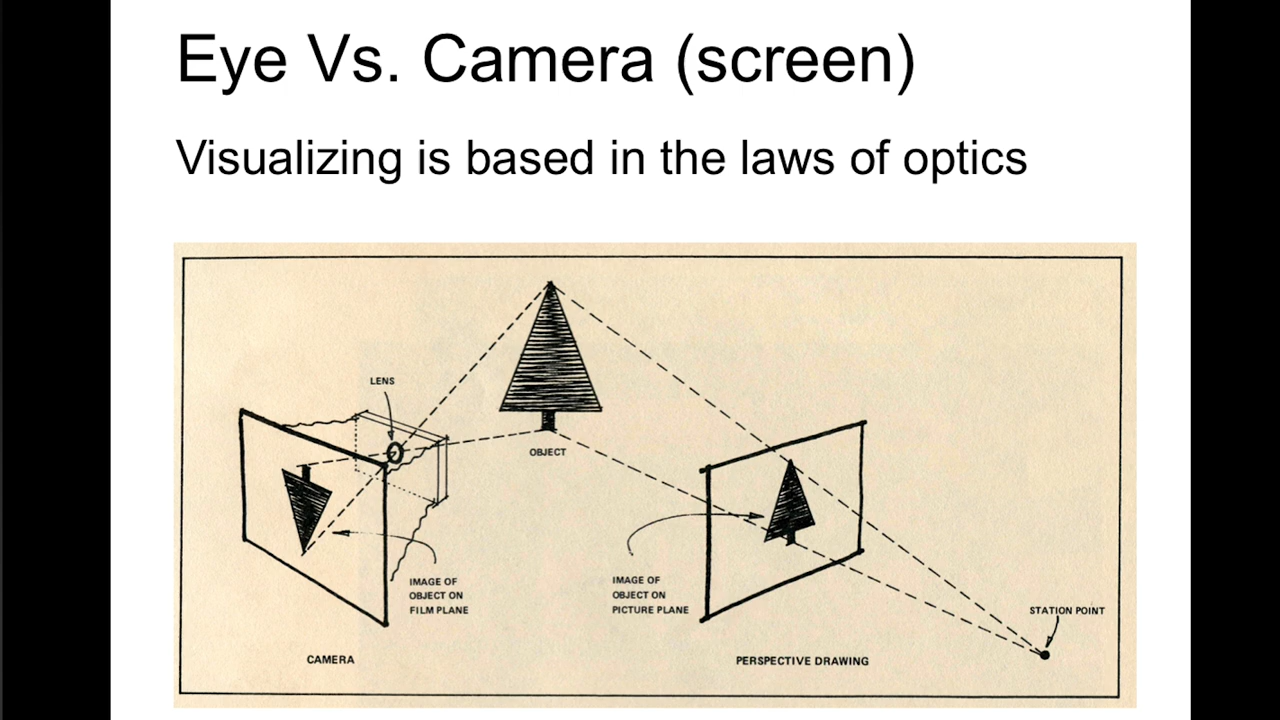 Eye Vs. Camera (screen)
Visualizing is based in the laws of optics
LENS
OBJECT
IMAGE OF
OBJECT ON
FILM PLANE
IMAGE OF
OBJECT ON
PICTURE PLANE
STATION POINT
CAMERA
PERSPECTIVE DRAWING